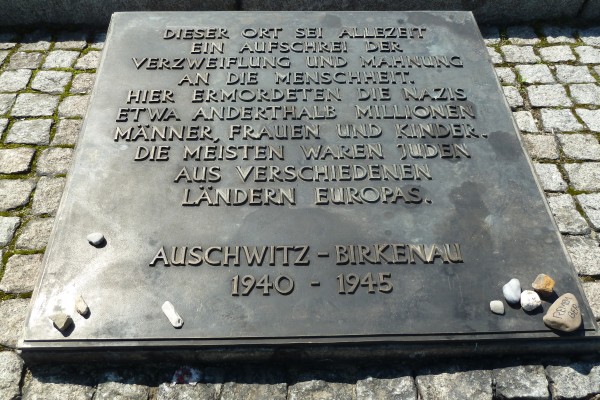 DIESER ORT SEI ALLEZEIT
EIN AUFSCHREI DER
VERZWEIFLUNG UND MAHNUNG
AN DIE MENSCHHEIT.
HIER ERMORDETEN DIE NAZIS
ETWA ANDERTHALB MILLIONEN
MÄNNER, FRAUEN UND KINDER.
DIE MEISTEN WAREN JUDEN
AUS VERSCHIEDENEN
LÄNDERN EUROPAS.
AUSCHWITZ - BIRKENAU
1940 - 1945